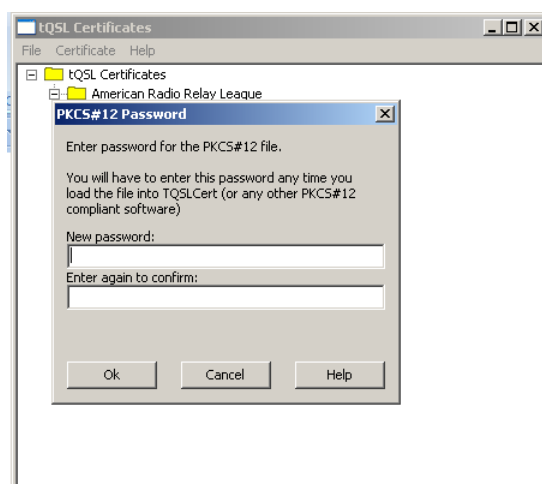 tQSL Certificates
File Certificate Help
tQSL Certificates
American Radio Relay League
PKCS#12 Password
Enter password for the PKCS#12 file.
You will have to enter this password any time you
load the file into TQSLCert (or any other PKCS#12
compliant software)
New password:
Enter again to confirm:
Ok Cancel Help